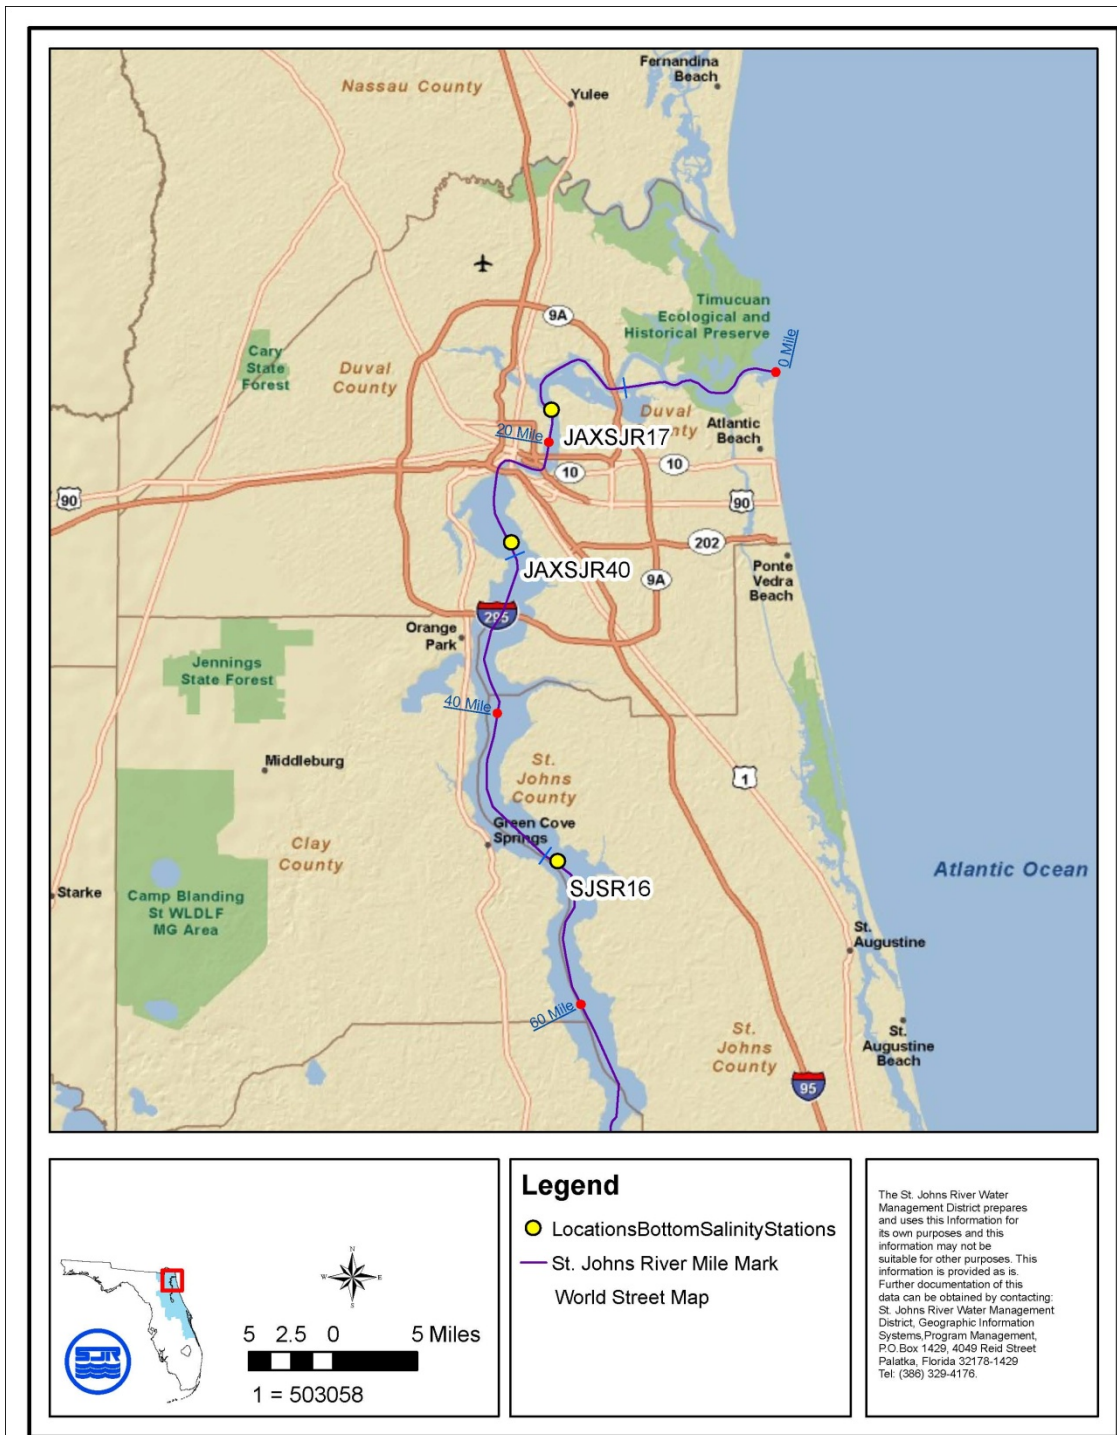 Fernandina
Beach
Nassau County
Yulee
9A
Timucuan
Ecological and
Historical Preserve
0 Mile
Cary
State
Forest
Duval
County
Duval
County
Atlantic
Beach
20 Mile
JAXSJR17
10
10
90
90
202
JAXSJR40
Ponte
Vedra
Beach
9A
295
Orange
Park
Jennings
State Forest
40 Mile
Middleburg
St.
Johns
County
1
Green Cove
Springs
Clay
County
Atlantic Ocean
SJSR16
Starke
Camp Blanding
St WLDLF
MG Area
St.
Augustine
60 Mile
St.
Johns
County
St.
Augustine
Beach
95
N
W
E
S
SJR
5 2.5 0 5 Miles
1 = 503058
Legend
LocationsBottomSalinityStations
St. Johns River Mile Mark
World Street Map
The St. Johns River Water
Management District prepares
and uses this Information for
its own purposes and this
information may not be
suitable for other purposes. This
information is provided as is.
Further documentation of this
data can be obtained by contacting:
St. Johns River Water Management
District, Geographic Information
Systems,Program Management,
P.O.Box 1429, 4049 Reid Street
Palatka, Florida 32178-1429
Tel: (386) 329-4176.